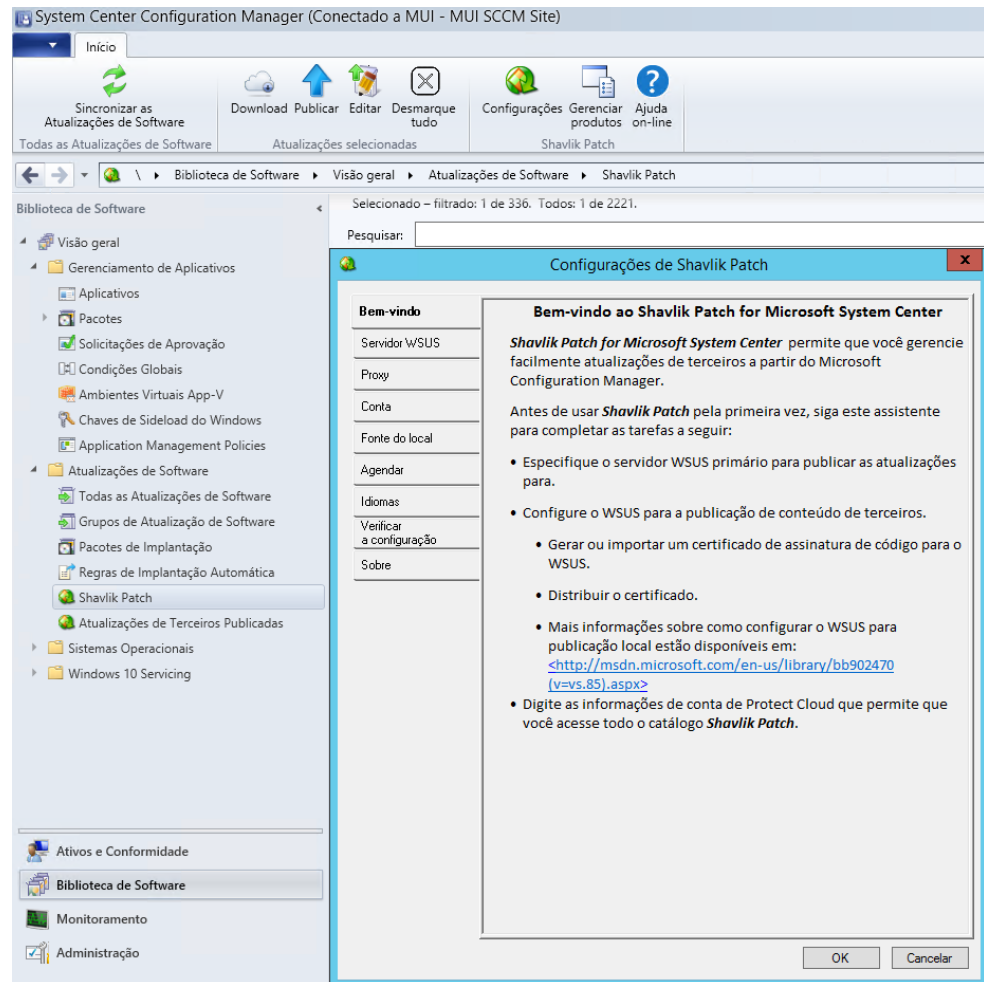 System Center Configuration Manager (Conectado a MUI - MUI SCCM Site)
Início
Sincronizar as
Atualizações de Software
Download
Publicar
Editar
Desmarque
tudo
Configurações
Gerenciar
produtos
Ajuda
on-line
Todas as Atualizações de Software
Atualizações selecionadas
Shavlik Patch
\ Biblioteca de Software Visão geral Atualizações de Software Shavlik Patch
Biblioteca de Software
Visão geral
Gerenciamento de Aplicativos
Aplicativos
Pacotes
Solicitações de Aprovação
Condições Globais
Ambientes Virtuais App-V
Chaves de Sideload do Windows
Application Management Policies
Atualizações de Software
Todas as Atualizações de Software
Grupos de Atualização de Software
Pacotes de Implantação
Regras de Implantação Automática
Shavlik Patch
Atualizações de Terceiros Publicadas
Sistemas Operacionais
Windows 10 Servicing
Ativos e Conformidade
Biblioteca de Software
Monitoramento
Administração
Selecionado – filtrado: 1 de 336. Todos: 1 de 2221.
Pesquisar:
Configurações de Shavlik Patch
x
Bem-vindo
Servidor WSUS
Proxy
Conta
Fonte do local
Agendar
Idiomas
Verificar
a configuração
Sobre
Bem-vindo ao Shavlik Patch for Microsoft System Center
Shavlik Patch for Microsoft System Center permite que você gerencie
facilmente atualizações de terceiros a partir do Microsoft
Configuration Manager.
Antes de usar Shavlik Patch pela primeira vez, siga este assistente
para completar as tarefas a seguir:
• Especifique o servidor WSUS primário para publicar as atualizações
para.
• Configure o WSUS para a publicação de conteúdo de terceiros.
• Gerar ou importar um certificado de assinatura de código para o
WSUS.
• Distribuir o certificado.
• Mais informações sobre como configurar o WSUS para
publicação local estão disponíveis em:
<http://msdn.microsoft.com/en-us/library/bb902470
(v=vs.85).aspx>
• Digite as informações de conta de Protect Cloud que permite que
você acesse todo o catálogo Shavlik Patch.
OK
Cancelar